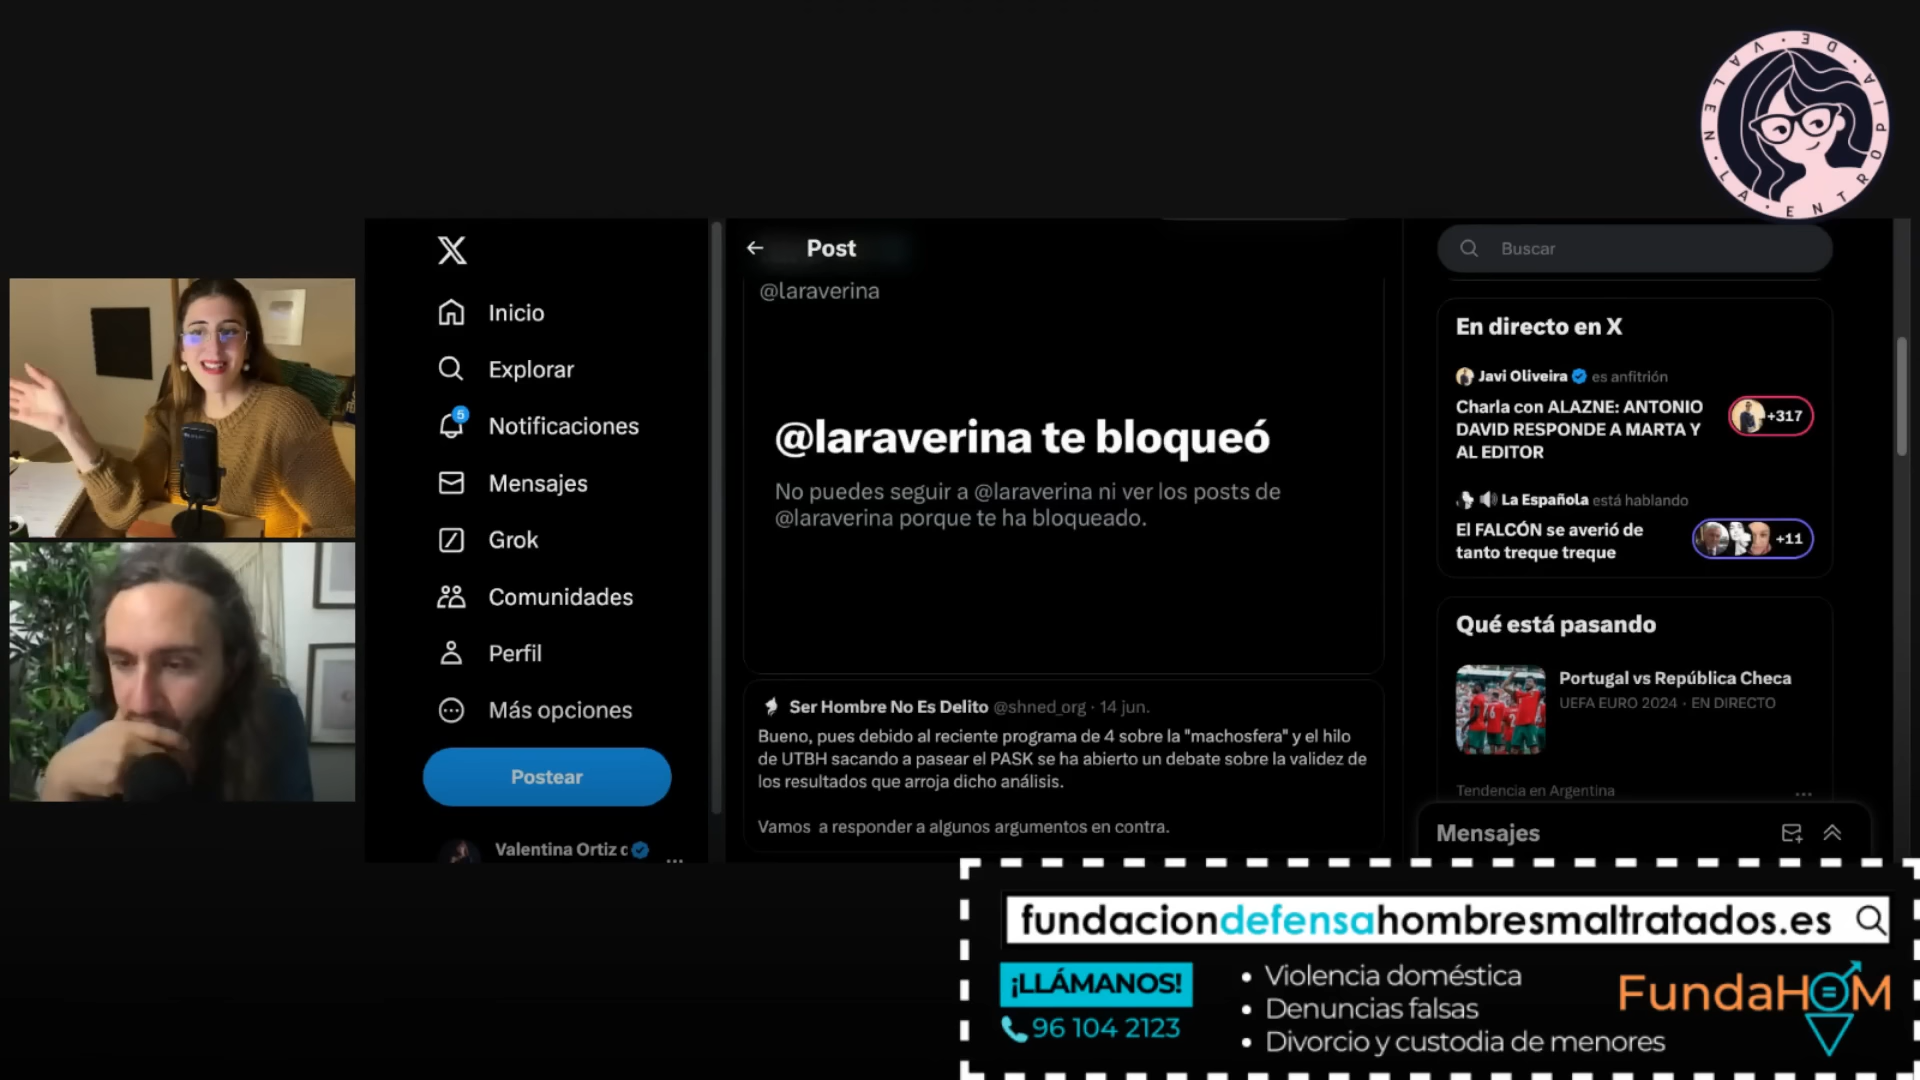 LA ENTROPIA · DE · VALEN ·
X
Inicio
Explorar
5
Notificaciones
Mensajes
Grok
Comunidades
Perfil
Más opciones
Postear
Valentina Ortiz
Post
@laraverina
@laraverina te bloqueó
No puedes seguir a @laraverina ni ver los posts de
@laraverina porque te ha bloqueado.
Ser Hombre No Es Delito @shned_org · 14 jun.
Bueno, pues debido al reciente programa de 4 sobre la "machosfera" y el hilo
de UTBH sacando a pasear el PASK se ha abierto un debate sobre la validez de
los resultados que arroja dicho análisis.
Vamos a responder a algunos argumentos en contra.
Buscar
En directo en X
Javi Oliveira es anfitrión
Charla con ALAZNE: ANTONIO
DAVID RESPONDE A MARTA Y
AL EDITOR
+317
La Española está hablando
El FALCÓN se averió de
tanto treque treque
+11
Qué está pasando
Portugal vs República Checa
UEFA EURO 2024 · EN DIRECTO
Tendencia en Argentina
Mensajes
fundaciondefensahombresmaltratados.es
¡LLÁMANOS!
96 104 2123
• Violencia doméstica
• Denuncias falsas
• Divorcio y custodia de menores
FundaHOM